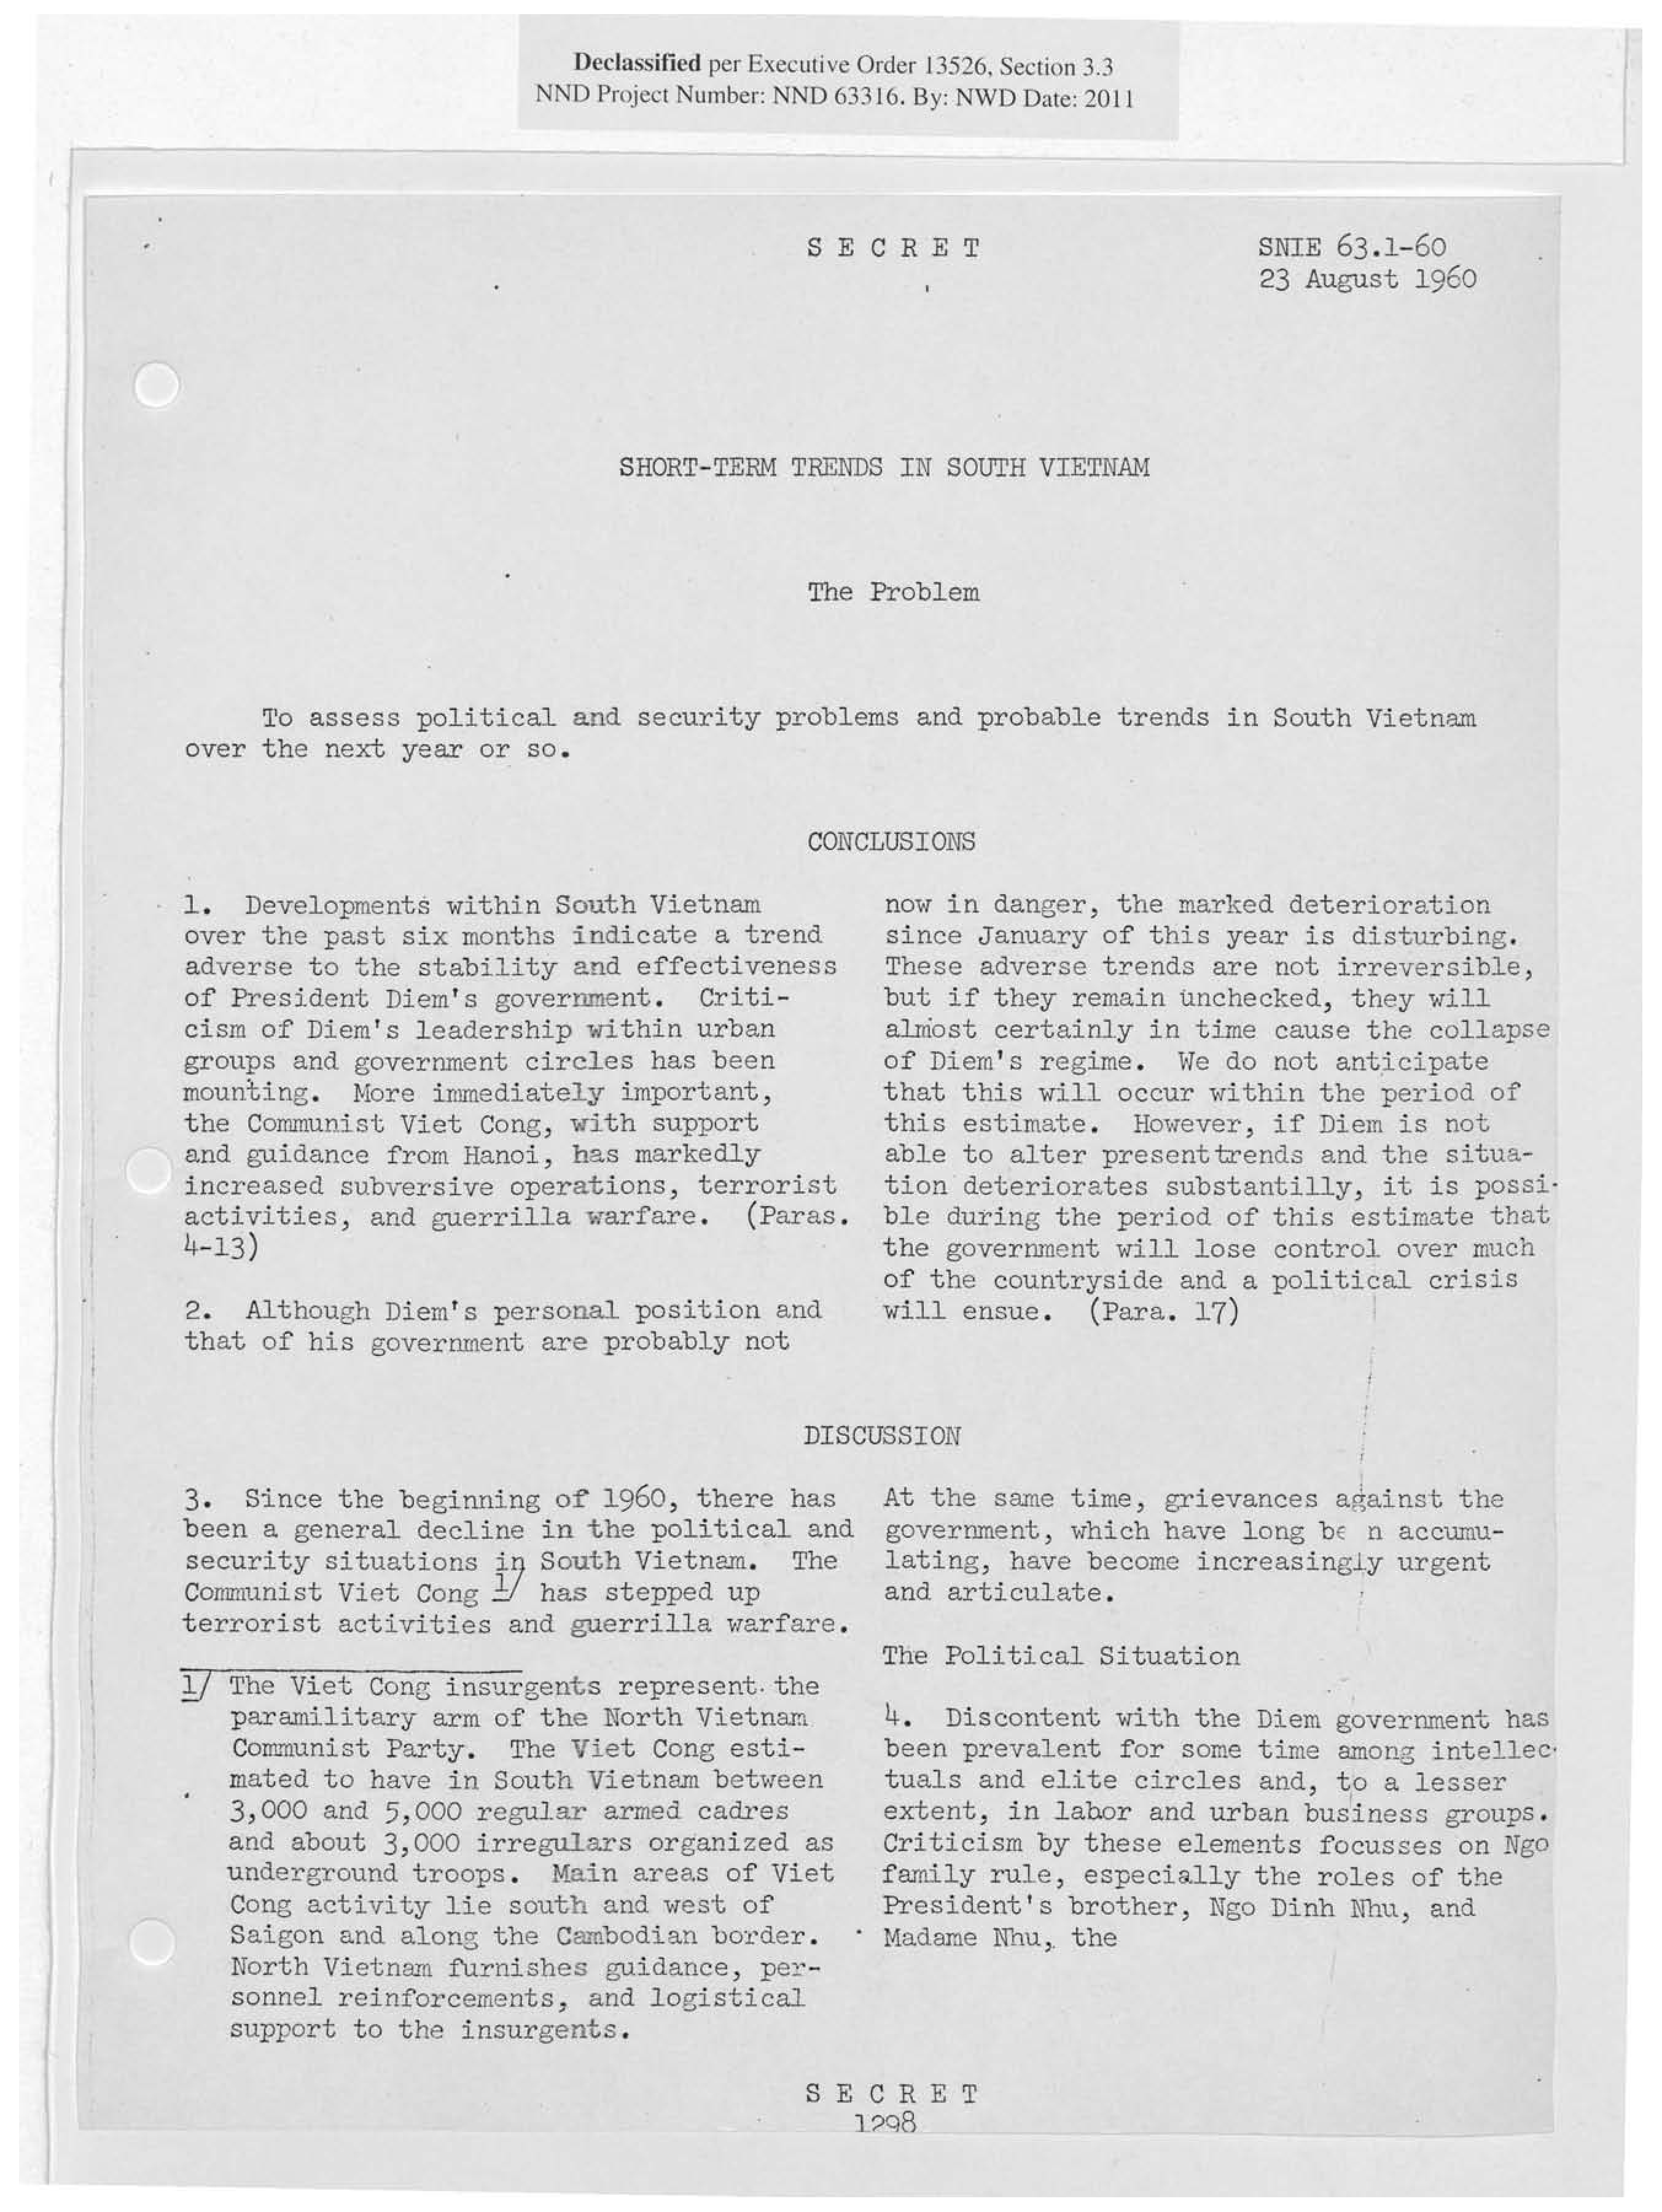 Declassified per Executive Order 13526, Section 3.3
NND Project Number: NND 63316. By: NWD Date: 2011
S E C R E T
SNIE 63.1-60
23 August 1960
SHORT-TERM TRENDS IN SOUTH VIETNAM
The Problem
To assess political and security problems and probable trends in South Vietnam
over the next year or so.
CONCLUSIONS
1. Developments within South Vietnam
over the past six months indicate a trend
adverse to the stability and effectiveness
of President Diem's government. Criti-
cism of Diem's leadership within urban
groups and government circles has been
mounting. More immediately important,
the Communist Viet Cong, with support
and guidance from Hanoi, has markedly
increased subversive operations, terrorist
activities, and guerrilla warfare. (Paras.
4-13)
2. Although Diem's personal position and
that of his government are probably not
now in danger, the marked deterioration
since January of this year is disturbing.
These adverse trends are not irreversible,
but if they remain unchecked, they will
almost certainly in time cause the collapse
of Diem's regime. We do not anticipate
that this will occur within the period of
this estimate. However, if Diem is not
able to alter present trends and the situa-
tion deteriorates substantilly, it is possi-
ble during the period of this estimate that
the government will lose control over much
of the countryside and a political crisis
will ensue. (Para. 17)
DISCUSSION
3. Since the beginning of 1960, there has
been a general decline in the political and
security situations in South Vietnam. The
Communist Viet Cong 1/ has stepped up
terrorist activities and guerrilla warfare.
1/ The Viet Cong insurgents represent the
paramilitary arm of the North Vietnam
Communist Party. The Viet Cong esti-
mated to have in South Vietnam between
3,000 and 5,000 regular armed cadres
and about 3,000 irregulars organized as
underground troops. Main areas of Viet
Cong activity lie south and west of
Saigon and along the Cambodian border.
North Vietnam furnishes guidance, per-
sonnel reinforcements, and logistical
support to the insurgents.
At the same time, grievances against the
government, which have long be n accumu-
lating, have become increasingly urgent
and articulate.
The Political Situation
4. Discontent with the Diem government has
been prevalent for some time among intellec-
tuals and elite circles and, to a lesser
extent, in labor and urban business groups.
Criticism by these elements focusses on Ngo
family rule, especially the roles of the
President's brother, Ngo Dinh Nhu, and
Madame Nhu, the
S E C R E T
1298